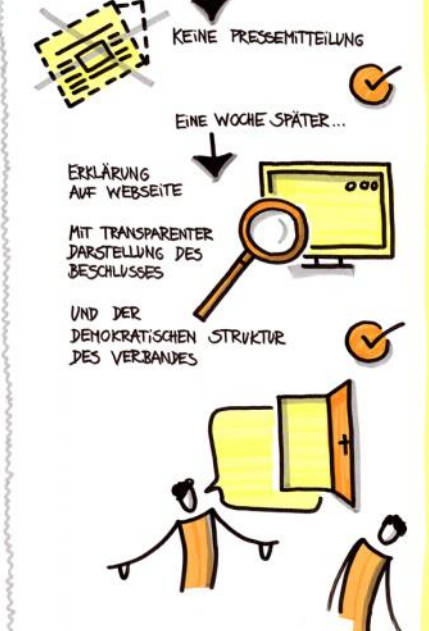 KEINE PRESSEMITTEILUNG
EINE WOCHE SPÄTER...
ERKLÄRUNG
AUF WEBSEITE
MIT TRANSPARENTER
DARSTELLUNG DES
BESCHLUSSES
UND DER
DEMOKRATISCHEN STRUKTUR
DES VERBANDES